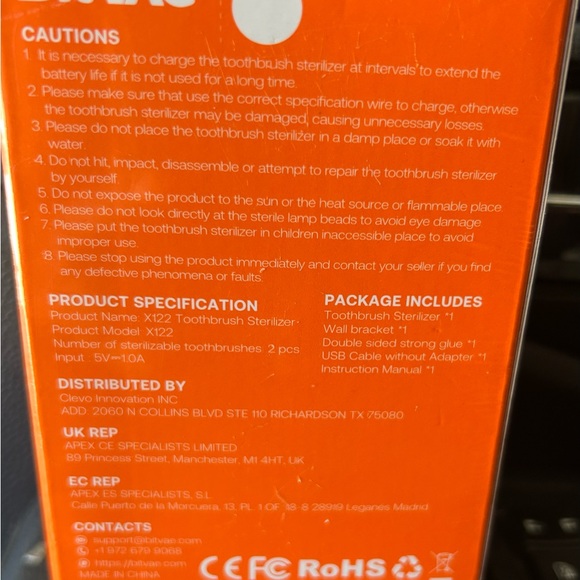 CAUTIONS
1. It is necessary to charge the toothbrush sterilizer at intervals to extend the
battery life if it is not used for a long time.
2. Please make sure that use the correct specification wire to charge, otherwise
the toothbrush sterilizer may be damaged, causing unnecessary losses.
3. Please do not place the toothbrush sterilizer in a damp place or soak it with
water.
4. Do not hit, impact, disassemble or attempt to repair the toothbrush sterilizer
by yourself.
5. Do not expose the product to the sun or the heat source or flammable place.
6. Please do not look directly at the sterile lamp beads to avoid eye damage
7. Please put the toothbrush sterilizer in children inaccessible place to avoid
improper use.
8. Please stop using the product immediately and contact your seller if you find
any defective phenomena or faults.
PRODUCT SPECIFICATION
Product Name: X122 Toothbrush Sterilizer
Product Model: X122
Number of sterilizable toothbrushes: 2 pcs
Input: 5V⎓1.0A
PACKAGE INCLUDES
Toothbrush Sterilizer *1
Wall bracket *1
Double sided strong glue *1
USB Cable without Adapter *1
Instruction Manual *1
DISTRIBUTED BY
Clevo Innovation INC
ADD: 2060 N COLLINS BLVD STE 110 RICHARDSON TX 75080
UK REP
APEX CE SPECIALISTS LIMITED
89 Princess Street, Manchester, M1 4HT, UK
EC REP
APEX ES SPECIALISTS, S.L
Calle Puerto de la Morcuera, 13, PL 1 OF 18-B 28919 Leganes Madrid
CONTACTS
support@bitvae.com
+1 972 679 9068
https://bitvae.com
MADE IN CHINA
CE FC RoHS